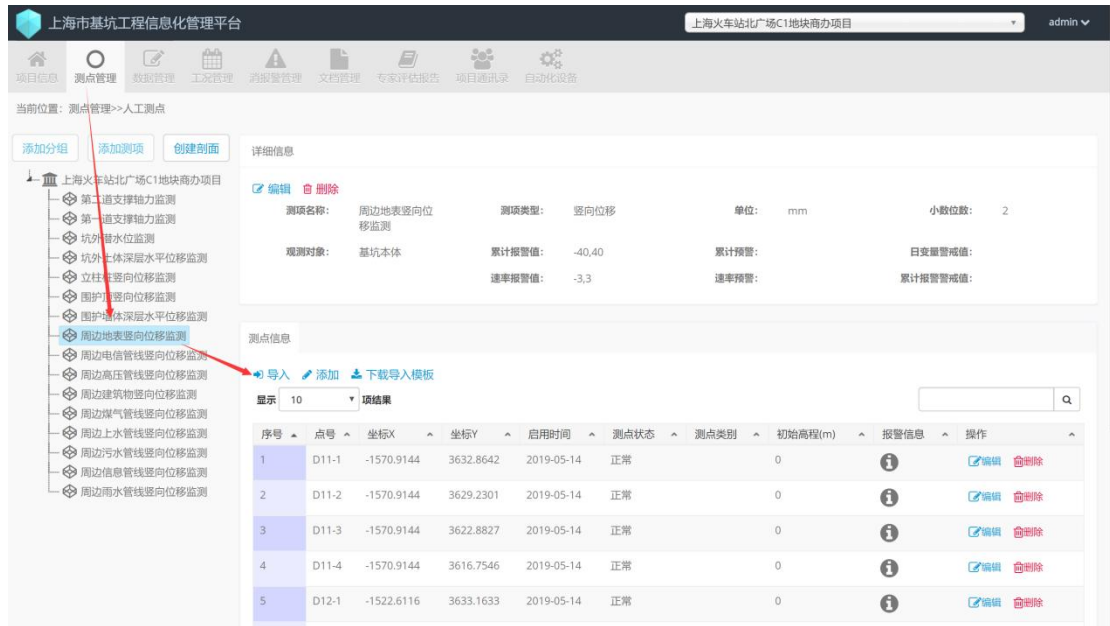 上海市基坑工程信息化管理平台
上海火车站北广场C1地块商办项目
admin
项目信息 测点管理 数据管理 工况管理 消报警管理 文档管理 专家评估报告 项目通讯录 自动化设备
当前位置: 测点管理>>人工测点
添加分组 添加测项 创建剖面
上海火车站北广场C1地块商办项目
第二道支撑轴力监测
第一道支撑轴力监测
坑外潜水位监测
坑外土体深层水平位移监测
立柱桩竖向位移监测
围护顶竖向位移监测
围护墙体深层水平位移监测
周边地表竖向位移监测
周边电信管线竖向位移监测
周边高压管线竖向位移监测
周边建筑物竖向位移监测
周边煤气管线竖向位移监测
周边上水管线竖向位移监测
周边污水管线竖向位移监测
周边信息管线竖向位移监测
周边雨水管线竖向位移监测
详细信息
编辑 删除
测项名称: 周边地表竖向位移监测 测项类型: 竖向位移 单位: mm 小数位数: 2
观测对象: 基坑本体 累计报警值: -40,40 累计预警: 日变量警戒值:
速率报警值: -3,3 速率预警: 累计报警警戒值:
测点信息
导入 添加 下载导入模板
显示 10 项结果
序号 点号 坐标X 坐标Y 启用时间 测点状态 测点类别 初始高程(m) 报警信息 操作
1 D11-1 -1570.9144 3632.8642 2019-05-14 正常 0 编辑 删除
2 D11-2 -1570.9144 3629.2301 2019-05-14 正常 0 编辑 删除
3 D11-3 -1570.9144 3622.8827 2019-05-14 正常 0 编辑 删除
4 D11-4 -1570.9144 3616.7546 2019-05-14 正常 0 编辑 删除
5 D12-1 -1522.6116 3633.1633 2019-05-14 正常 0 编辑 删除